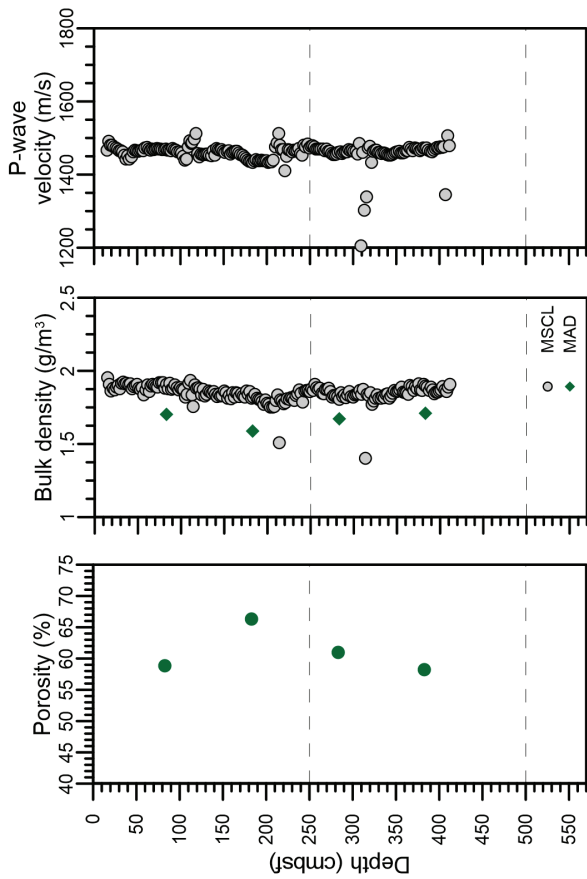 Porosity (%)
40 45 50 55 60 65 70 75
Bulk density (g/m³)
1 1.5 2 2.5
P-wave
velocity (m/s)
1200 1400 1600 1800
Depth (cmbsf)
0
50
100
150
200
250
300
350
400
450
500
550
MSCL
MAD